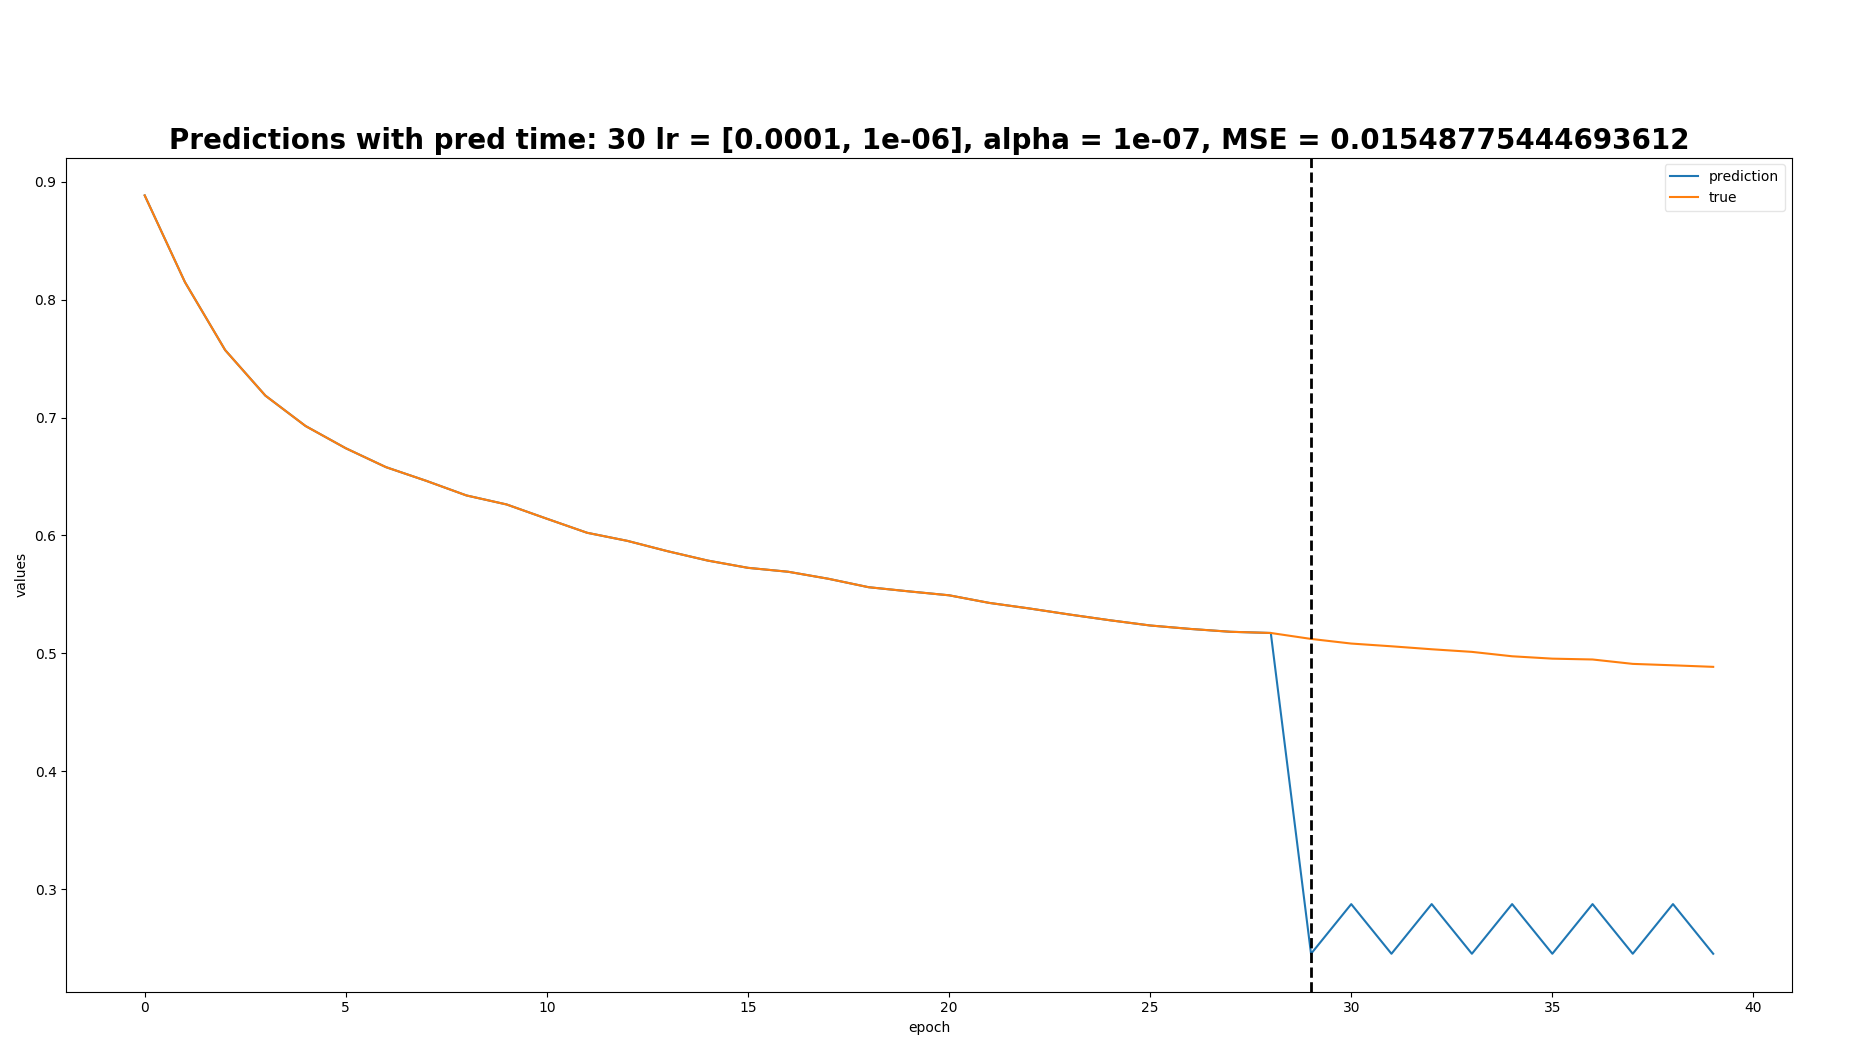 Predictions with pred time: 30 lr = [0.0001, 1e-06], alpha = 1e-07, MSE = 0.01548775444693612
prediction
true
values
0.9
0.8
0.7
0.6
0.5
0.4
0.3
0 5 10 15 20 25 30 35 40
epoch